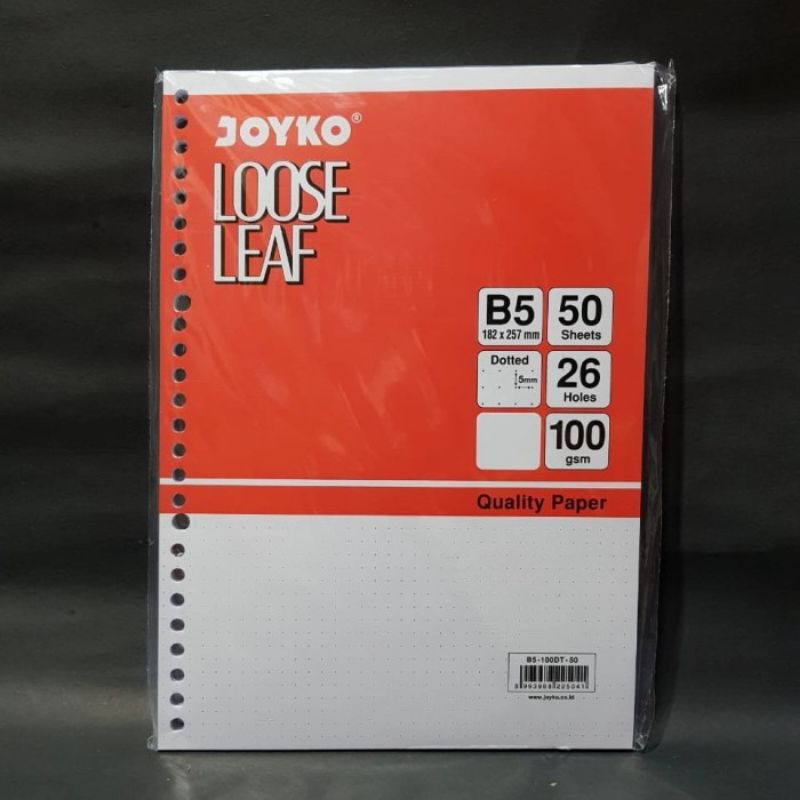 JOYKO®
LOOSE
LEAF
B5
182 x 257 mm
50
Sheets
Dotted
5mm
26
Holes
100
gsm
Quality Paper
B5-100DT-50
8993988225041
www.joyko.co.id